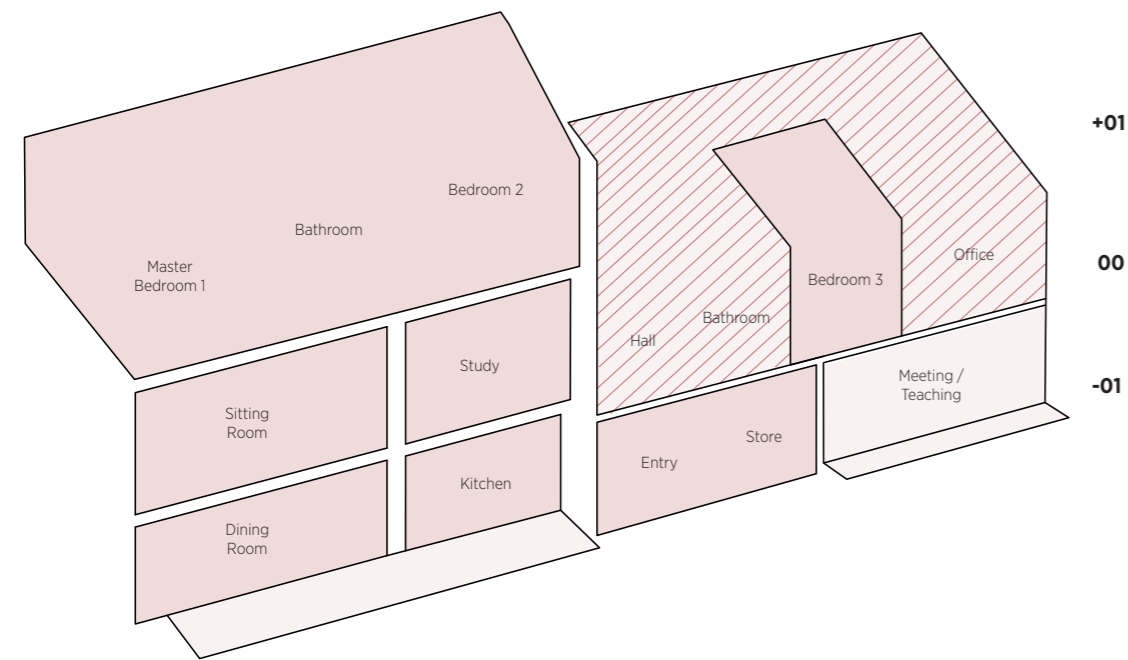 +01
Bedroom 2
Bathroom
Master
Bedroom 1
Office
00
Bedroom 3
Bathroom
Hall
Study
Meeting /
Teaching
-01
Sitting
Room
Store
Entry
Kitchen
Dining
Room